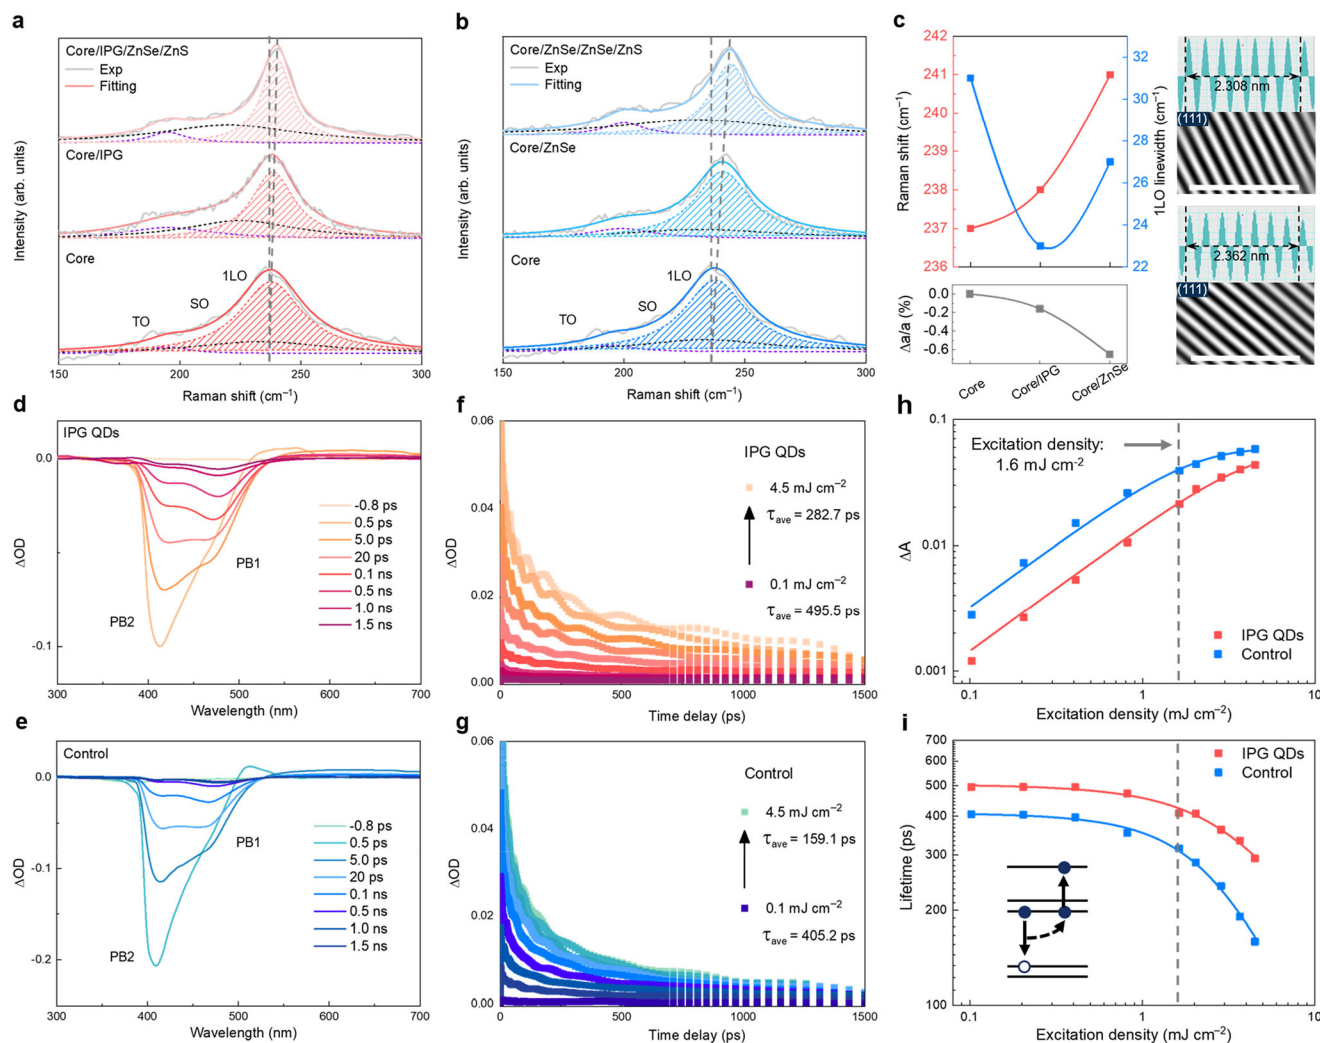 a
Core/IPG/ZnSe/ZnS
Exp
Fitting
Core/IPG
Core
1LO
SO
TO
Intensity (arb. units)
150 200 250 300
Raman shift (cm⁻¹)
b
Core/ZnSe/ZnSe/ZnS
Exp
Fitting
Core/ZnSe
Core
1LO
SO
TO
Intensity (arb. units)
150 200 250 300
Raman shift (cm⁻¹)
c
242
241
240
239
238
237
236
Raman shift (cm⁻¹)
32
30
28
26
24
22
1LO linewidth (cm⁻¹)
0.0
-0.2
-0.4
-0.6
Δa/a (%)
Core
Core/IPG
Core/ZnSe
2.308 nm
(111)
2.362 nm
(111)
d
IPG QDs
0.0
-0.1
ΔOD
PB1
PB2
-0.8 ps
0.5 ps
5.0 ps
20 ps
0.1 ns
0.5 ns
1.0 ns
1.5 ns
300 400 500 600 700
Wavelength (nm)
e
Control
0.0
-0.1
-0.2
ΔOD
PB1
PB2
-0.8 ps
0.5 ps
5.0 ps
20 ps
0.1 ns
0.5 ns
1.0 ns
1.5 ns
300 400 500 600 700
Wavelength (nm)
f
0.06
0.04
0.02
0.00
ΔOD
IPG QDs
4.5 mJ cm⁻²
τave = 282.7 ps
0.1 mJ cm⁻²
τave = 495.5 ps
0 500 1000 1500
Time delay (ps)
g
0.06
0.04
0.02
0.00
ΔOD
Control
4.5 mJ cm⁻²
τave = 159.1 ps
0.1 mJ cm⁻²
τave = 405.2 ps
0 500 1000 1500
Time delay (ps)
h
0.1
0.01
0.001
ΔA
Excitation density:
1.6 mJ cm⁻²
IPG QDs
Control
0.1 1 10
Excitation density (mJ cm⁻²)
i
700
500
400
300
200
100
Lifetime (ps)
IPG QDs
Control
0.1 1 10
Excitation density (mJ cm⁻²)